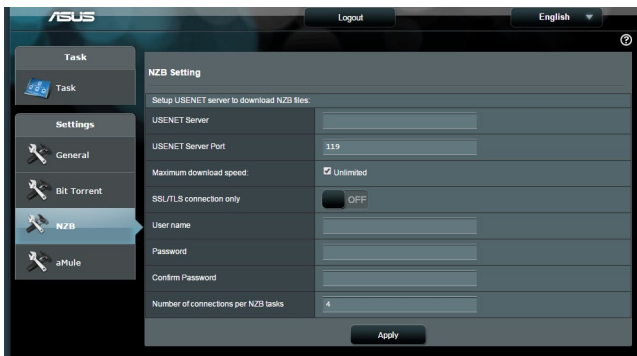 ASUS
Logout
English
Task
Task
Settings
General
Bit Torrent
NZB
aMule
NZB Setting
Setup USENET server to download NZB files:
USENET Server
USENET Server Port 119
Maximum download speed: Unlimited
SSL/TLS connection only OFF
User name
Password
Confirm Password
Number of connections per NZB tasks 4
Apply